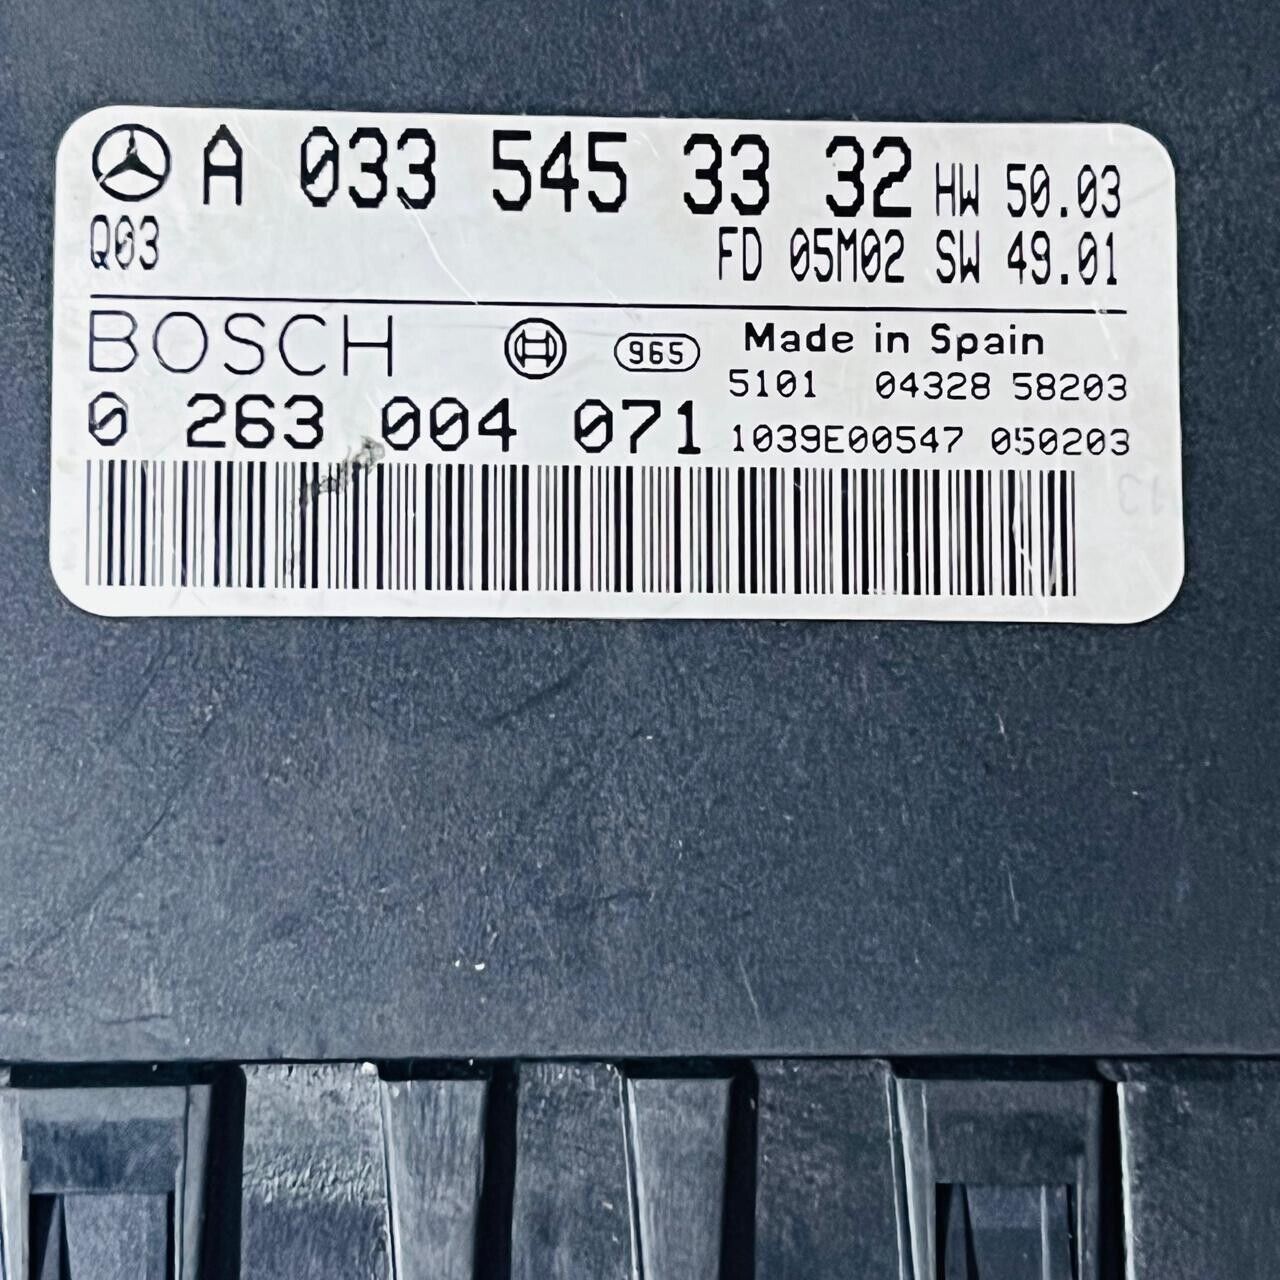 A 033 545 33 32 HW 50.03
Q03 FD 05M02 SW 49.01
BOSCH 965 Made in Spain
5101 04328 58203
0 263 004 071 1039E00547 050203